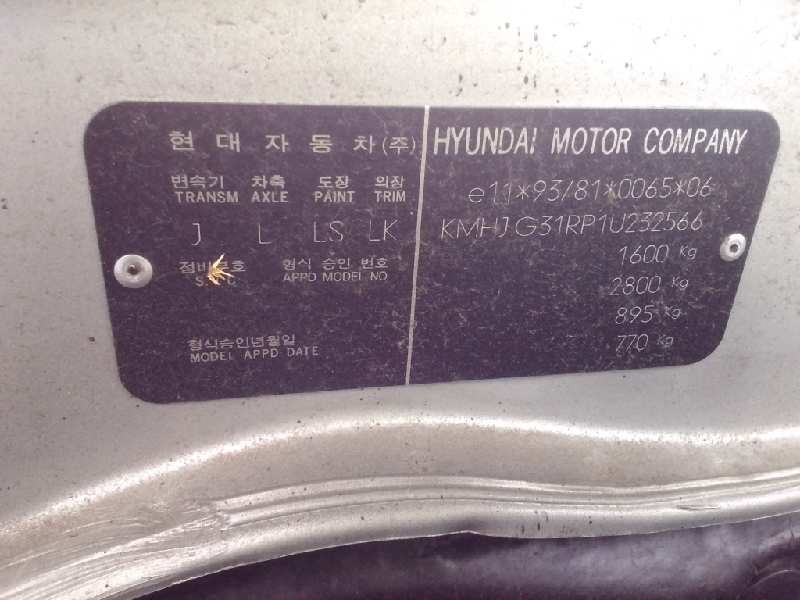 현대자동차(주)
변속기 차축 도장 의장
TRANSM AXLE PAINT TRIM
J L LS LK
형식 승인 번호
APPD MODEL NO
형식승인년월일
MODEL APPD DATE
HYUNDAI MOTOR COMPANY
e11*93/81*0065*06
KMHJG31RP1U232566
1600 Kg
2800 Kg
895 Kg
770 Kg